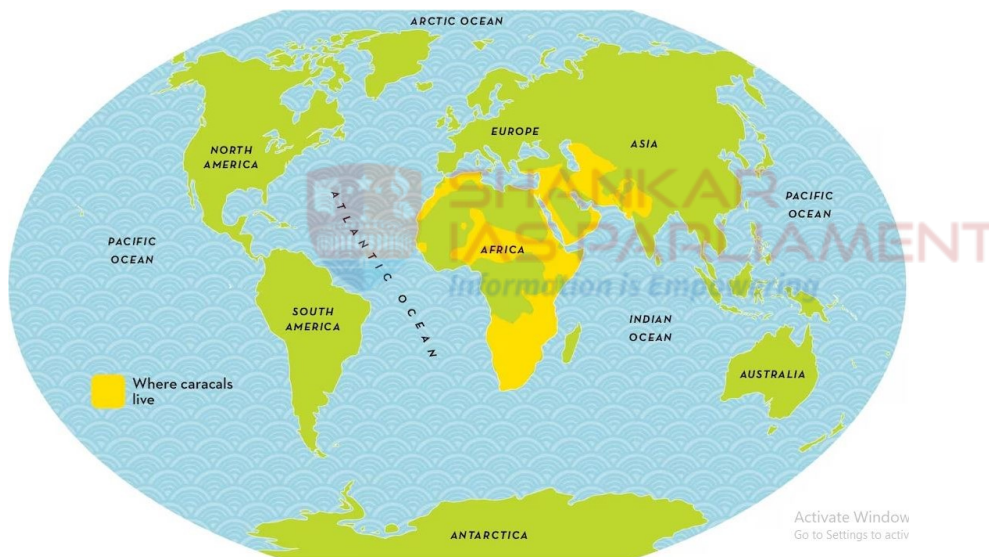 ARCTIC OCEAN
EUROPE
NORTH
AMERICA
ASIA
SHANKAR
IAS PARLIAMENT
Information is Empowering
PACIFIC
OCEAN
ATLANTIC OCEAN
PACIFIC
OCEAN
AFRICA
SOUTH
AMERICA
INDIAN
OCEAN
AUSTRALIA
Where caracals
live
ANTARCTICA
Activate Window
Go to Settings to activ